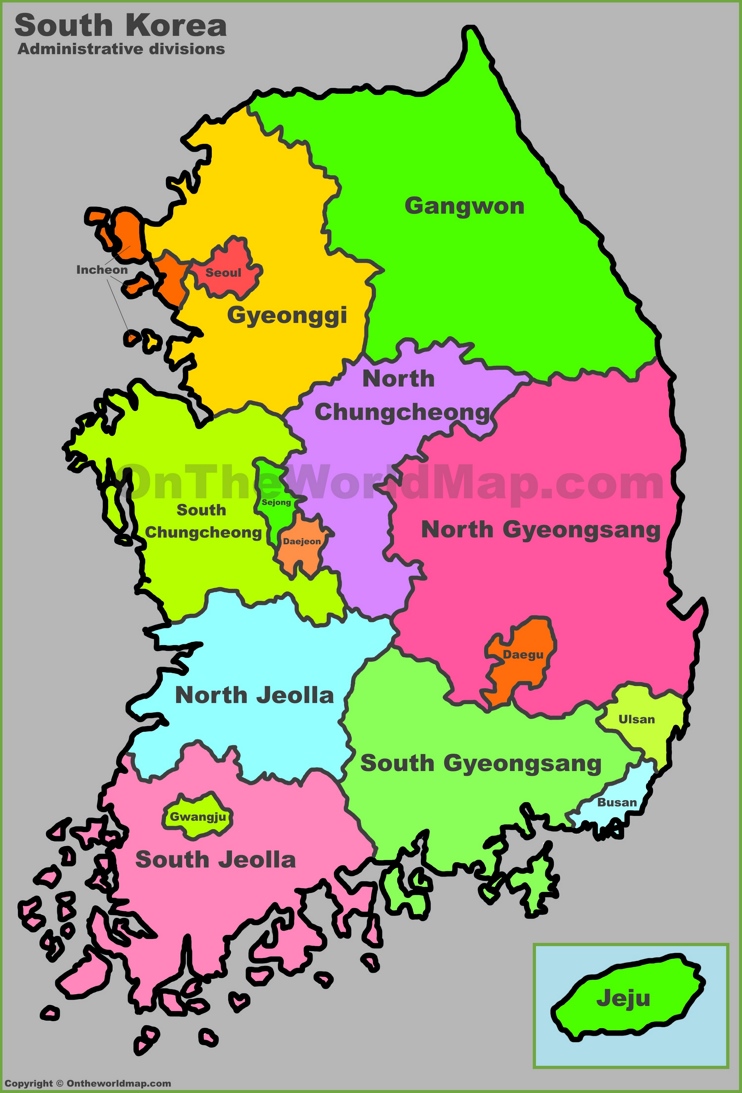 South Korea
Administrative divisions
Gangwon
Incheon
Seoul
Gyeonggi
North
Chungcheong
OnTheWorldMap.com
South
Chungcheong
Sejong
Daejeon
North Gyeongsang
Daegu
North Jeolla
Ulsan
South Gyeongsang
Busan
Gwangju
South Jeolla
Jeju
Copyright © Ontheworldmap.com